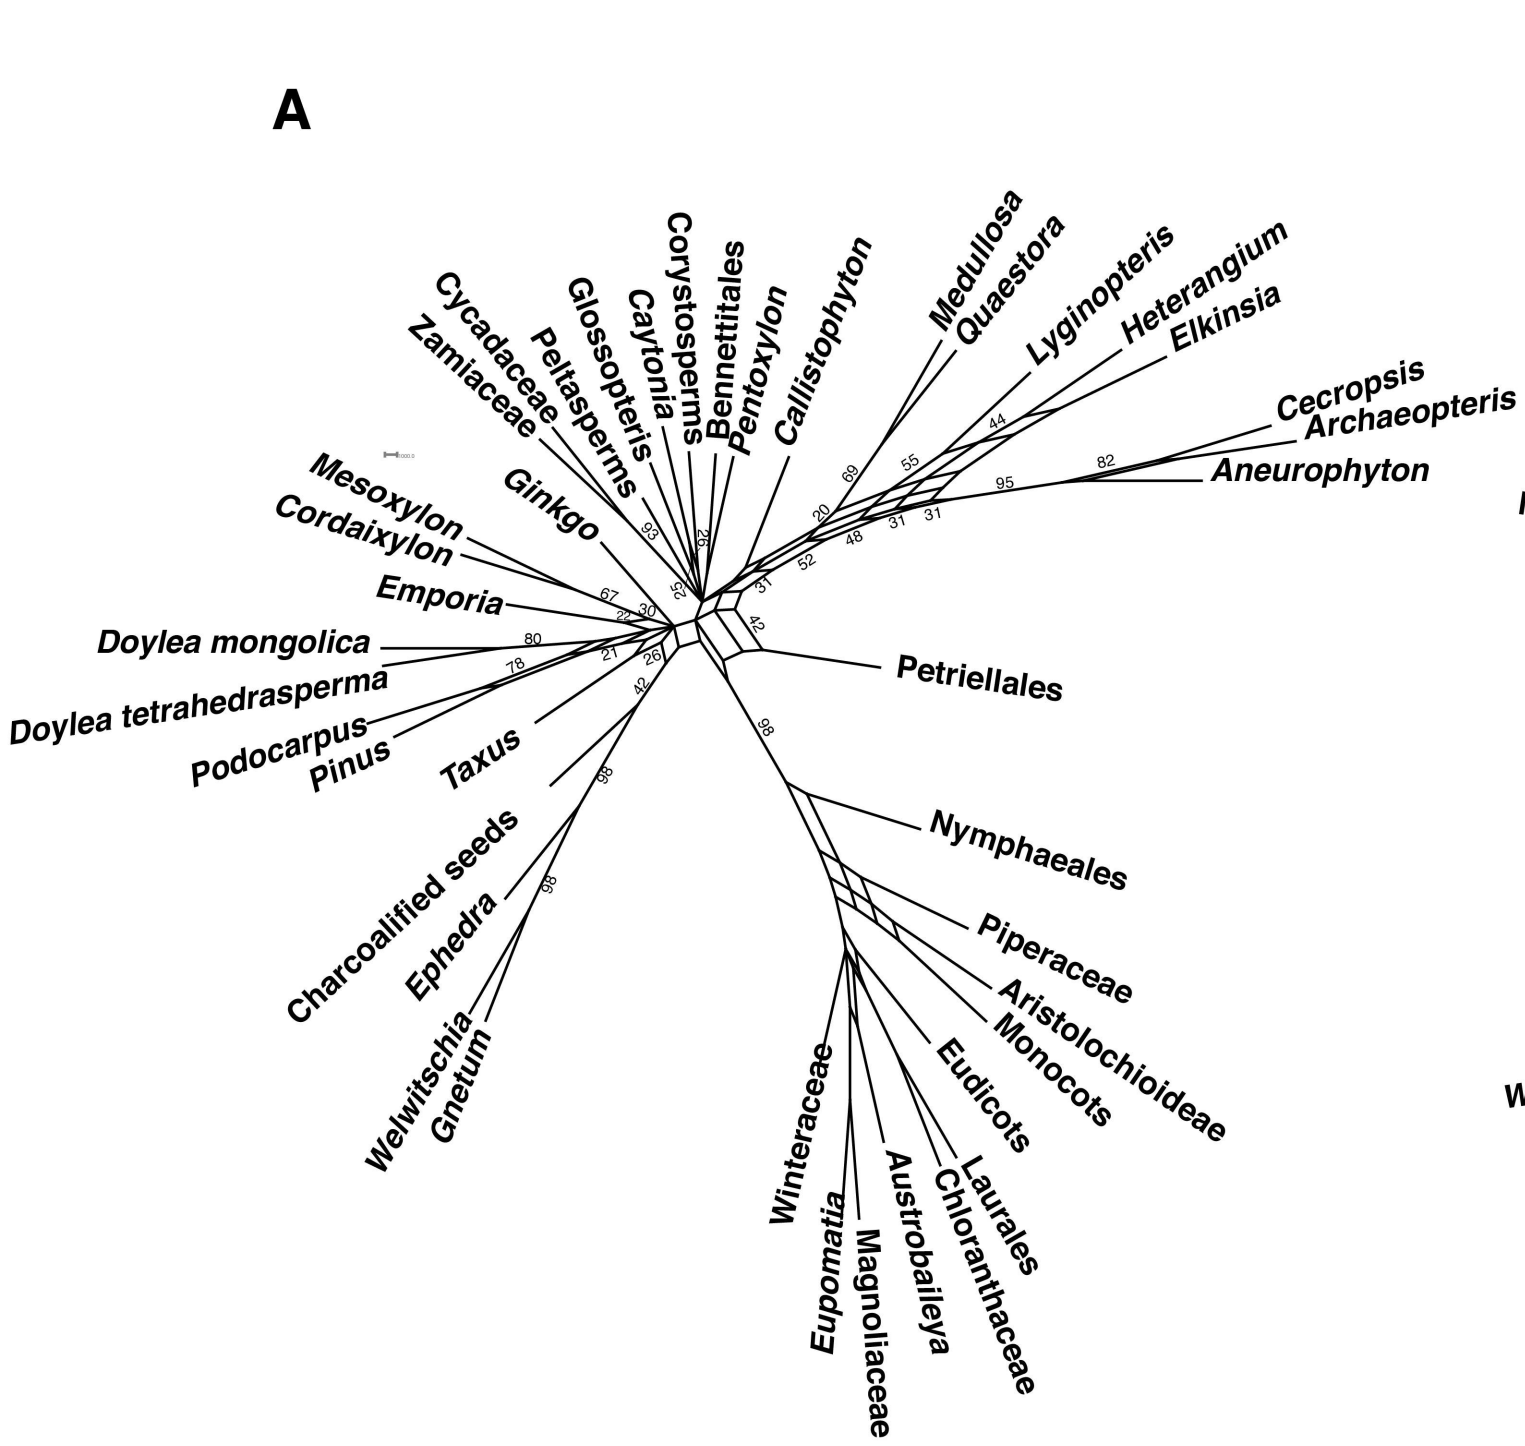 A
Medullosa
Quaestora
Corystosperms
Bennettitales
Callistophyton
Lyginopteris
Heterangium
Elkinsia
Cycadaceae
Zamiaceae
Glossopteris
Caytonia
Peltasperms
Pentoxylon
Cecropsis
Archaeopteris
Aneurophyton
Mesoxylon
Cordaixylon
Ginkgo
Emporia
Doylea mongolica
Doylea tetrahedrasperma
Podocarpus
Pinus
Taxus
Petriellales
Charcoalified seeds
Ephedra
Welwitschia
Gnetum
Nymphaeales
Piperaceae
Aristolochioideae
Monocots
Eudicots
Laurales
Chloranthaceae
Austrobaileya
Magnoliaceae
Eupomatia
Winteraceae
44
55
69
82
95
20
31
31
48
52
31
93
26
25
42
67
30
22
80
78
21
26
42
98
98
98
W